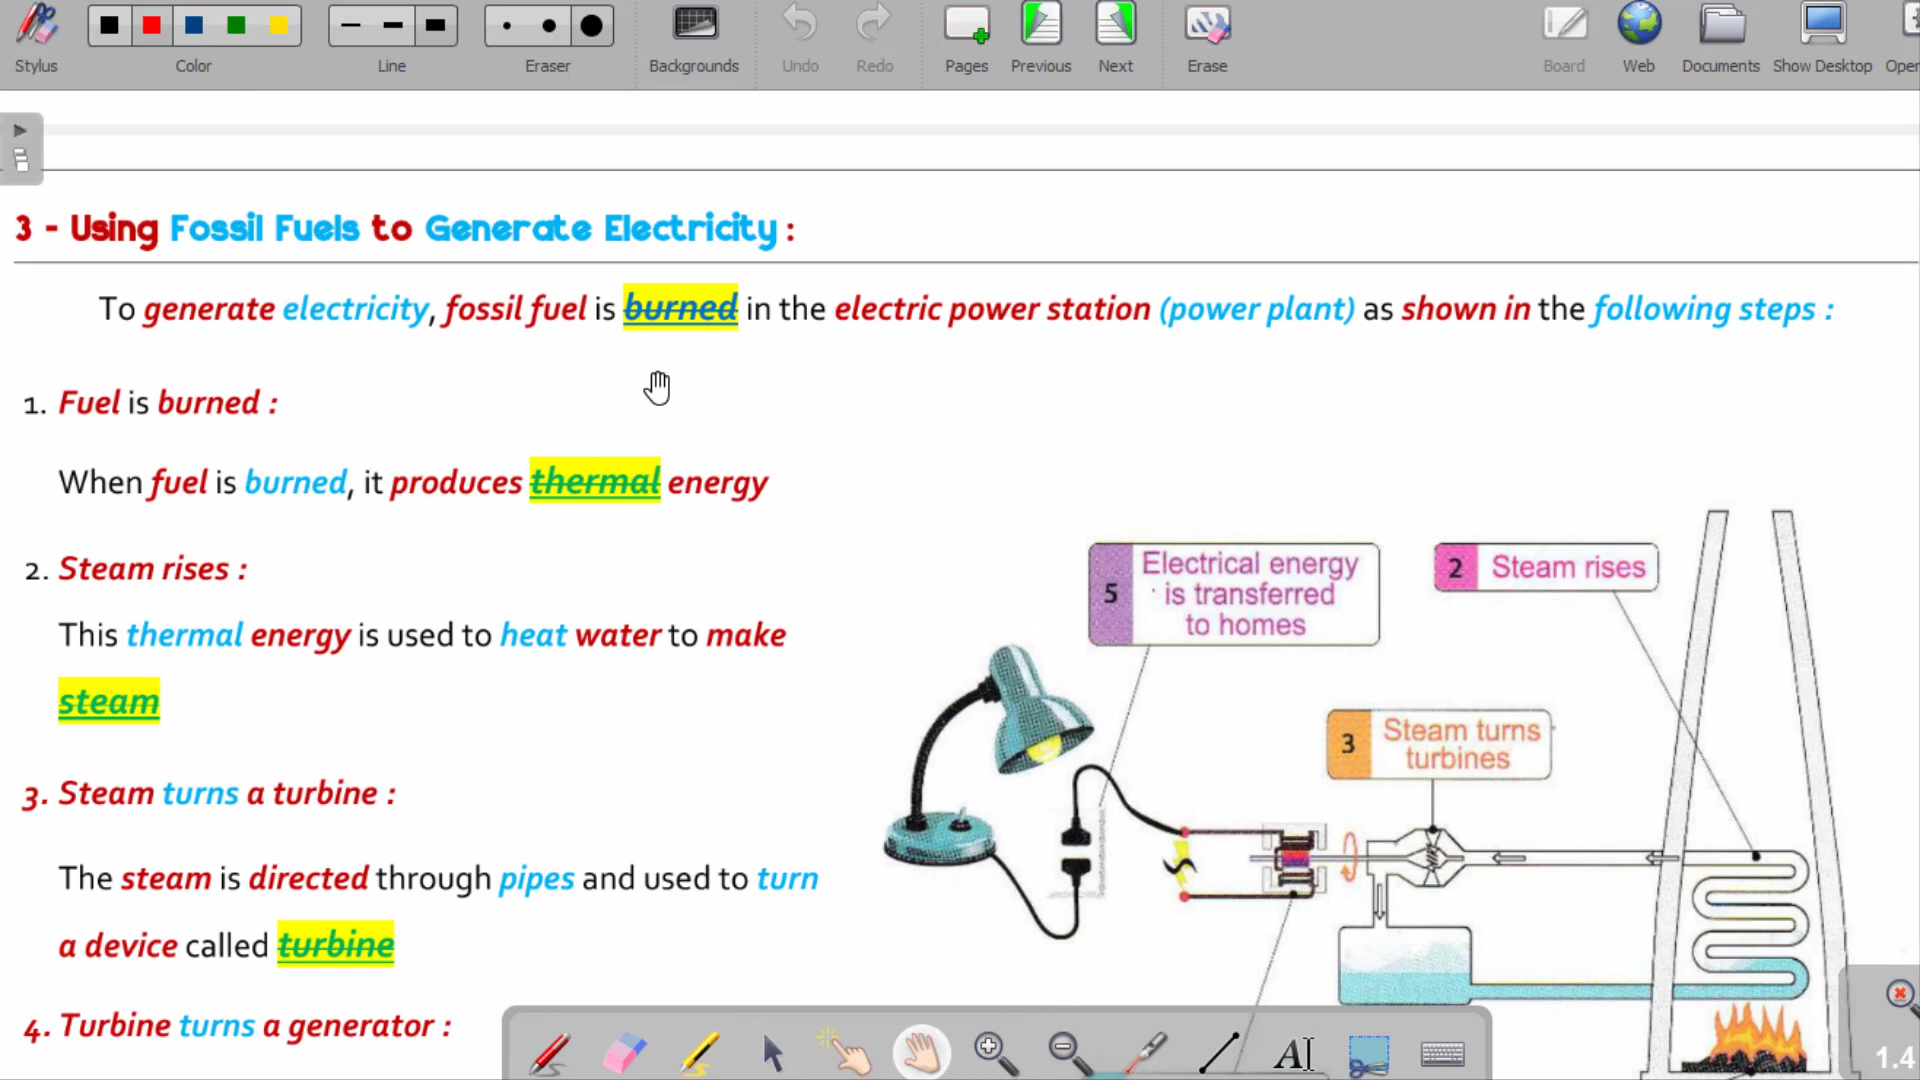 Stylus Color Line Eraser Backgrounds Undo Redo Pages Previous Next Erase Board Web Documents Show Desktop
3 - Using Fossil Fuels to Generate Electricity :
To generate electricity, fossil fuel is burned in the electric power station (power plant) as shown in the following steps :
1. Fuel is burned :
When fuel is burned, it produces thermal energy
2. Steam rises :
This thermal energy is used to heat water to make
steam
3. Steam turns a turbine :
The steam is directed through pipes and used to turn
a device called turbine
4. Turbine turns a generator :
5 Electrical energy
is transferred
to homes
2 Steam rises
3 Steam turns
turbines
AI
1.4